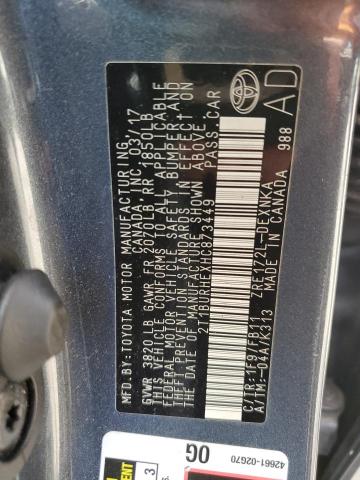 MFD.BY:TOYOTA MOTOR MANUFACTURING
CANADA, INC. 03/17
GVWR 3820 LB GAWR FR 2020LB RR 1850LB
THIS VEHICLE CONFORMS TO ALL APPLICABLE
FEDERAL MOTOR VEHICLE SAFETY BUMPER AND
THEFT PREVENTION STANDARDS IN EFFECT ON
THE DATE OF MANUFACTURE SHOWN ABOVE.
2T1BURHEXHC873449 PASS.CAR
C/TR: 1F9/FB11 ZRE172L-DEXNKA
A/TM:-04A/K313 MADE IN CANADA 988
AD
TOYOTA
42661-02G70
0G